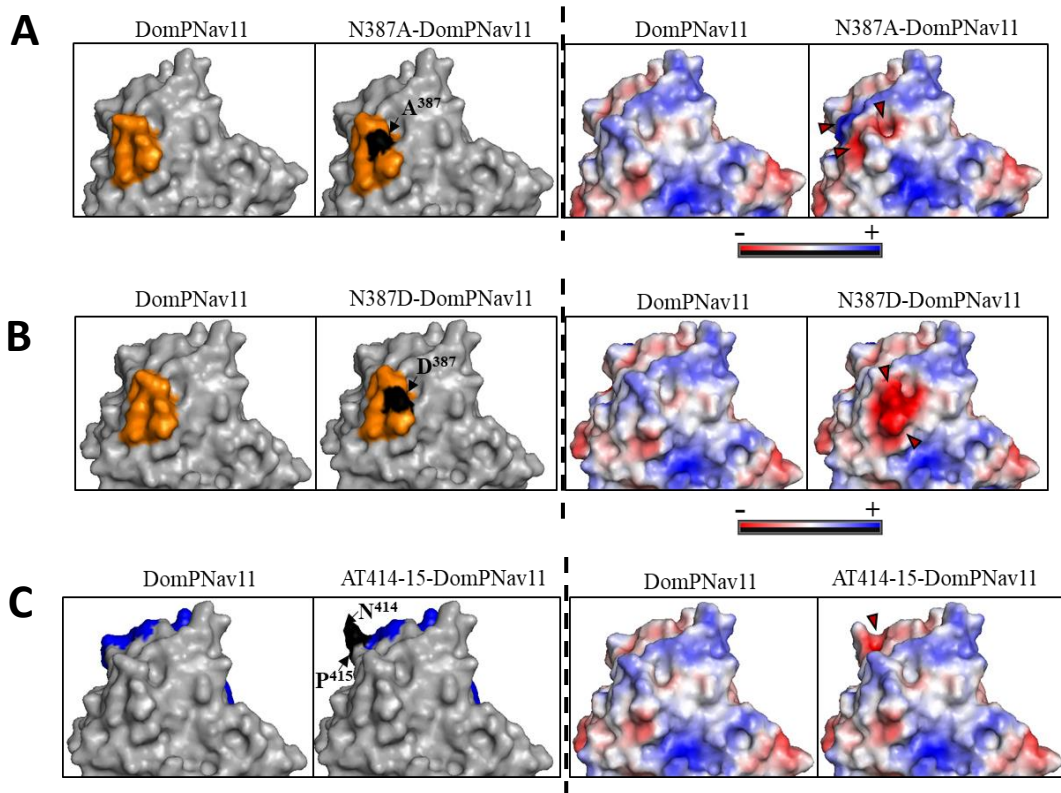 A
DomPNav11
N387A-DomPNav11
DomPNav11
N387A-DomPNav11
A387
- +
B
DomPNav11
N387D-DomPNav11
DomPNav11
N387D-DomPNav11
D387
- +
C
DomPNav11
AT414-15-DomPNav11
DomPNav11
AT414-15-DomPNav11
N414
P415